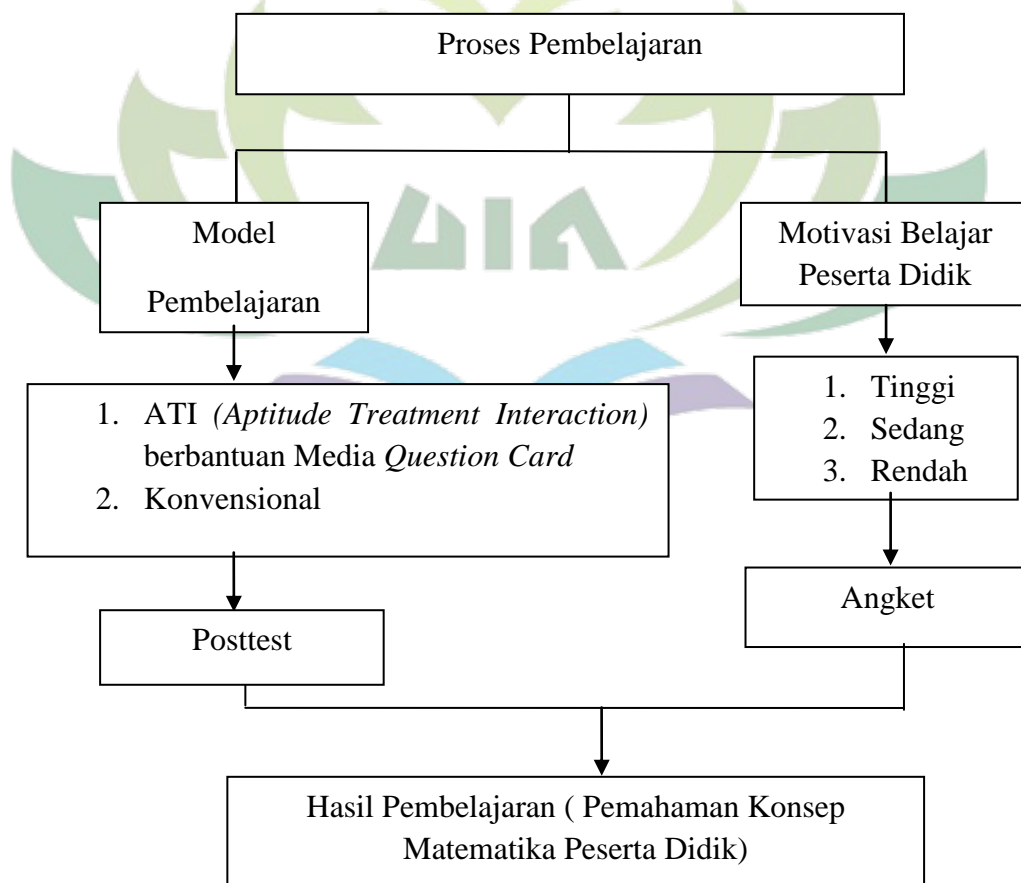 Proses Pembelajaran
Model
Pembelajaran
Motivasi Belajar
Peserta Didik
1. ATI (Aptitude Treatment Interaction)
berbantuan Media Question Card
2. Konvensional
1. Tinggi
2. Sedang
3. Rendah
Posttest
Angket
Hasil Pembelajaran ( Pemahaman Konsep
Matematika Peserta Didik)